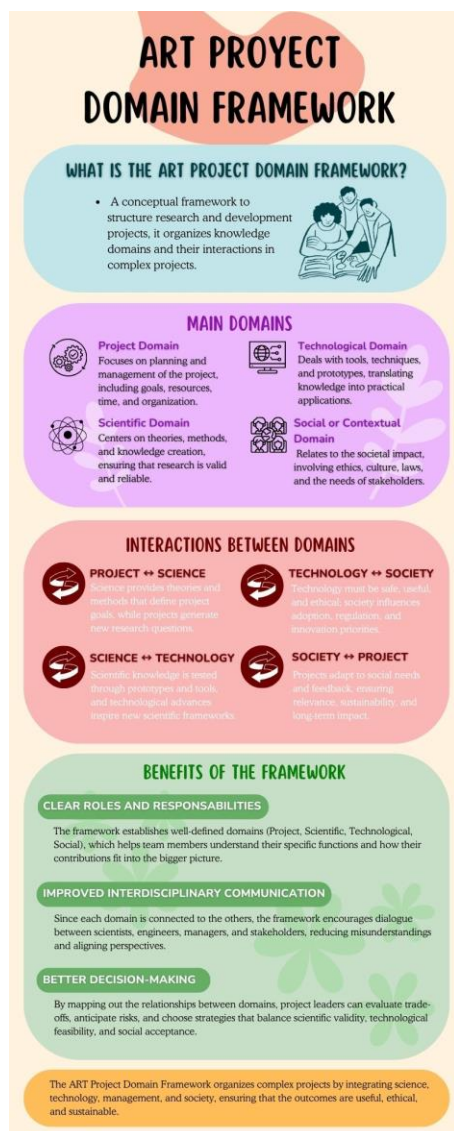 ART PROYECT
DOMAIN FRAMEWORK
WHAT IS THE ART PROJECT DOMAIN FRAMEWORK?
• A conceptual framework to
structure research and development
projects, it organizes knowledge
domains and their interactions in
complex projects.
MAIN DOMAINS
Project Domain
Focuses on planning and
management of the project,
including goals, resources,
time, and organization.
Technological Domain
Deals with tools, techniques,
and prototypes, translating
knowledge into practical
applications.
Scientific Domain
Centers on theories, methods,
and knowledge creation,
ensuring that research is valid
and reliable.
Social or Contextual
Domain
Relates to the societal impact,
involving ethics, culture, laws,
and the needs of stakeholders.
INTERACTIONS BETWEEN DOMAINS
PROJECT ↔ SCIENCE
Science provides theories and
methods that define project
goals, while projects generate
new research questions.
TECHNOLOGY ↔ SOCIETY
Technology must be safe, useful,
and ethical; society influences
adoption, regulation, and
innovation priorities.
SCIENCE ↔ TECHNOLOGY
Scientific knowledge is tested
through prototypes and tools,
and technological advances
inspire new scientific frameworks.
SOCIETY ↔ PROJECT
Projects adapt to social needs
and feedback, ensuring
relevance, sustainability, and
long-term impact.
BENEFITS OF THE FRAMEWORK
CLEAR ROLES AND RESPONSABILITIES
The framework establishes well-defined domains (Project, Scientific, Technological,
Social), which helps team members understand their specific functions and how their
contributions fit into the bigger picture.
IMPROVED INTERDISCIPLINARY COMMUNICATION
Since each domain is connected to the others, the framework encourages dialogue
between scientists, engineers, managers, and stakeholders, reducing misunderstandings
and aligning perspectives.
BETTER DECISION-MAKING
By mapping out the relationships between domains, project leaders can evaluate trade-
offs, anticipate risks, and choose strategies that balance scientific validity, technological
feasibility, and social acceptance.
The ART Project Domain Framework organizes complex projects by integrating science,
technology, management, and society, ensuring that the outcomes are useful, ethical,
and sustainable.